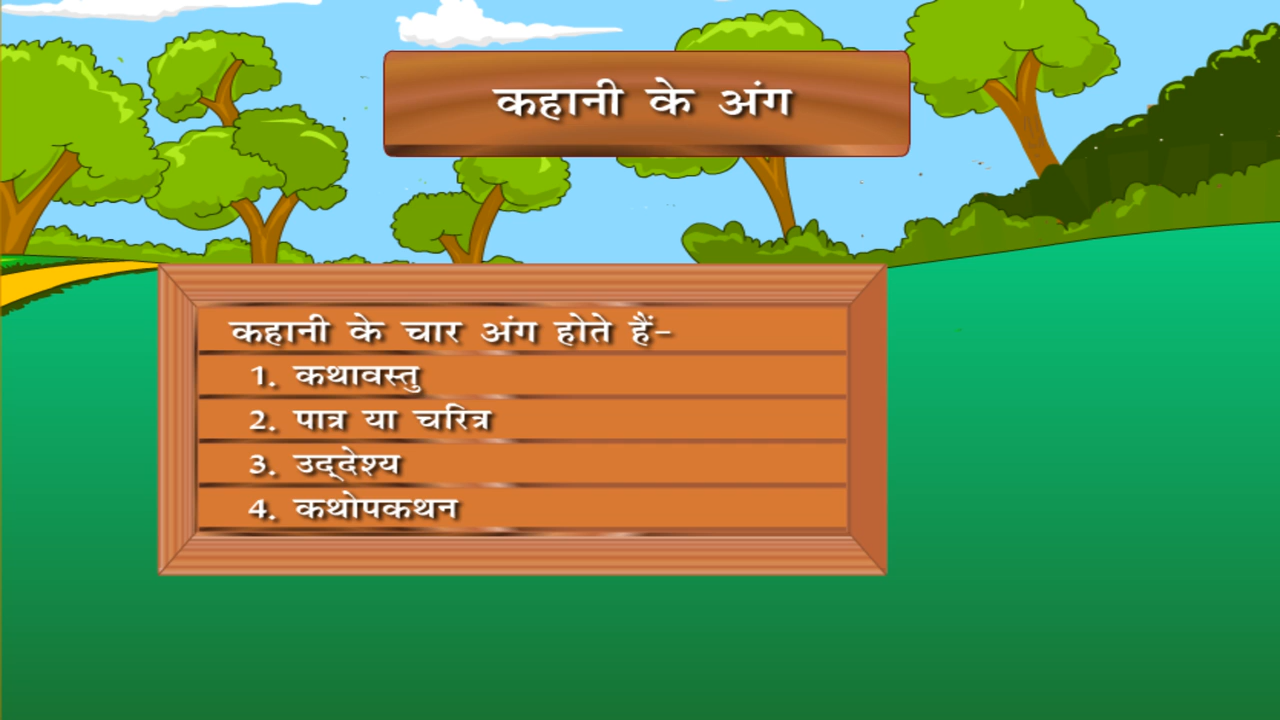 कहानी के अंग
कहानी के चार अंग होते हैं-
1. कथावस्तु
2. पात्र या चरित्र
3. उद्‌देश्य
4. कथोपकथन